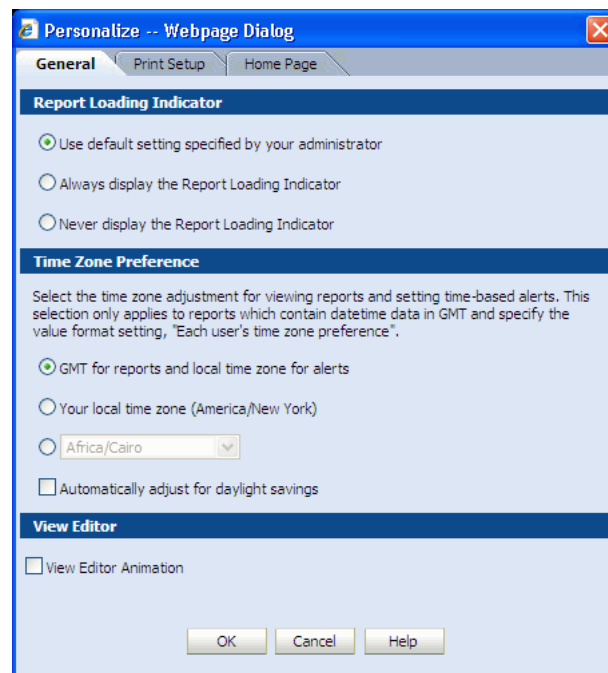 Personalize -- Webpage Dialog
General Print Setup Home Page
Report Loading Indicator
Use default setting specified by your administrator
Always display the Report Loading Indicator
Never display the Report Loading Indicator
Time Zone Preference
Select the time zone adjustment for viewing reports and setting time-based alerts. This
selection only applies to reports which contain datetime data in GMT and specify the
value format setting, "Each user's time zone preference".
GMT for reports and local time zone for alerts
Your local time zone (America/New York)
Africa/Cairo
Automatically adjust for daylight savings
View Editor
View Editor Animation
OK Cancel Help